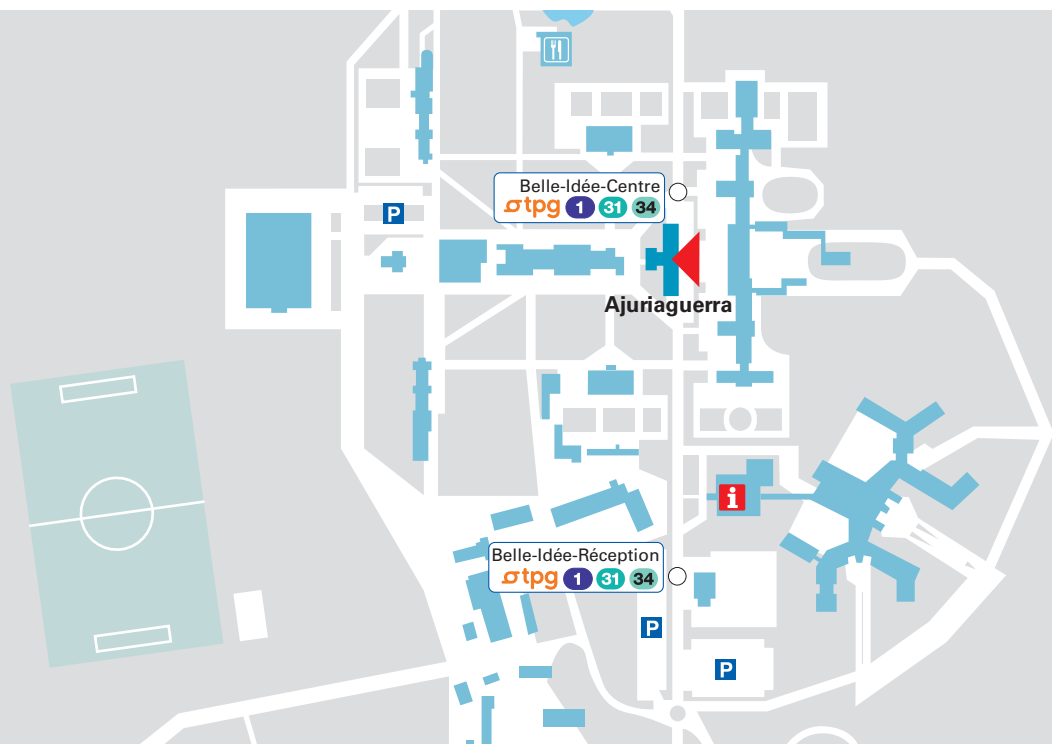 Belle-Idée-Centre
tpg 1 31 34
P
Ajuriaguerra
i
Belle-Idée-Réception
tpg 1 31 34
P
P